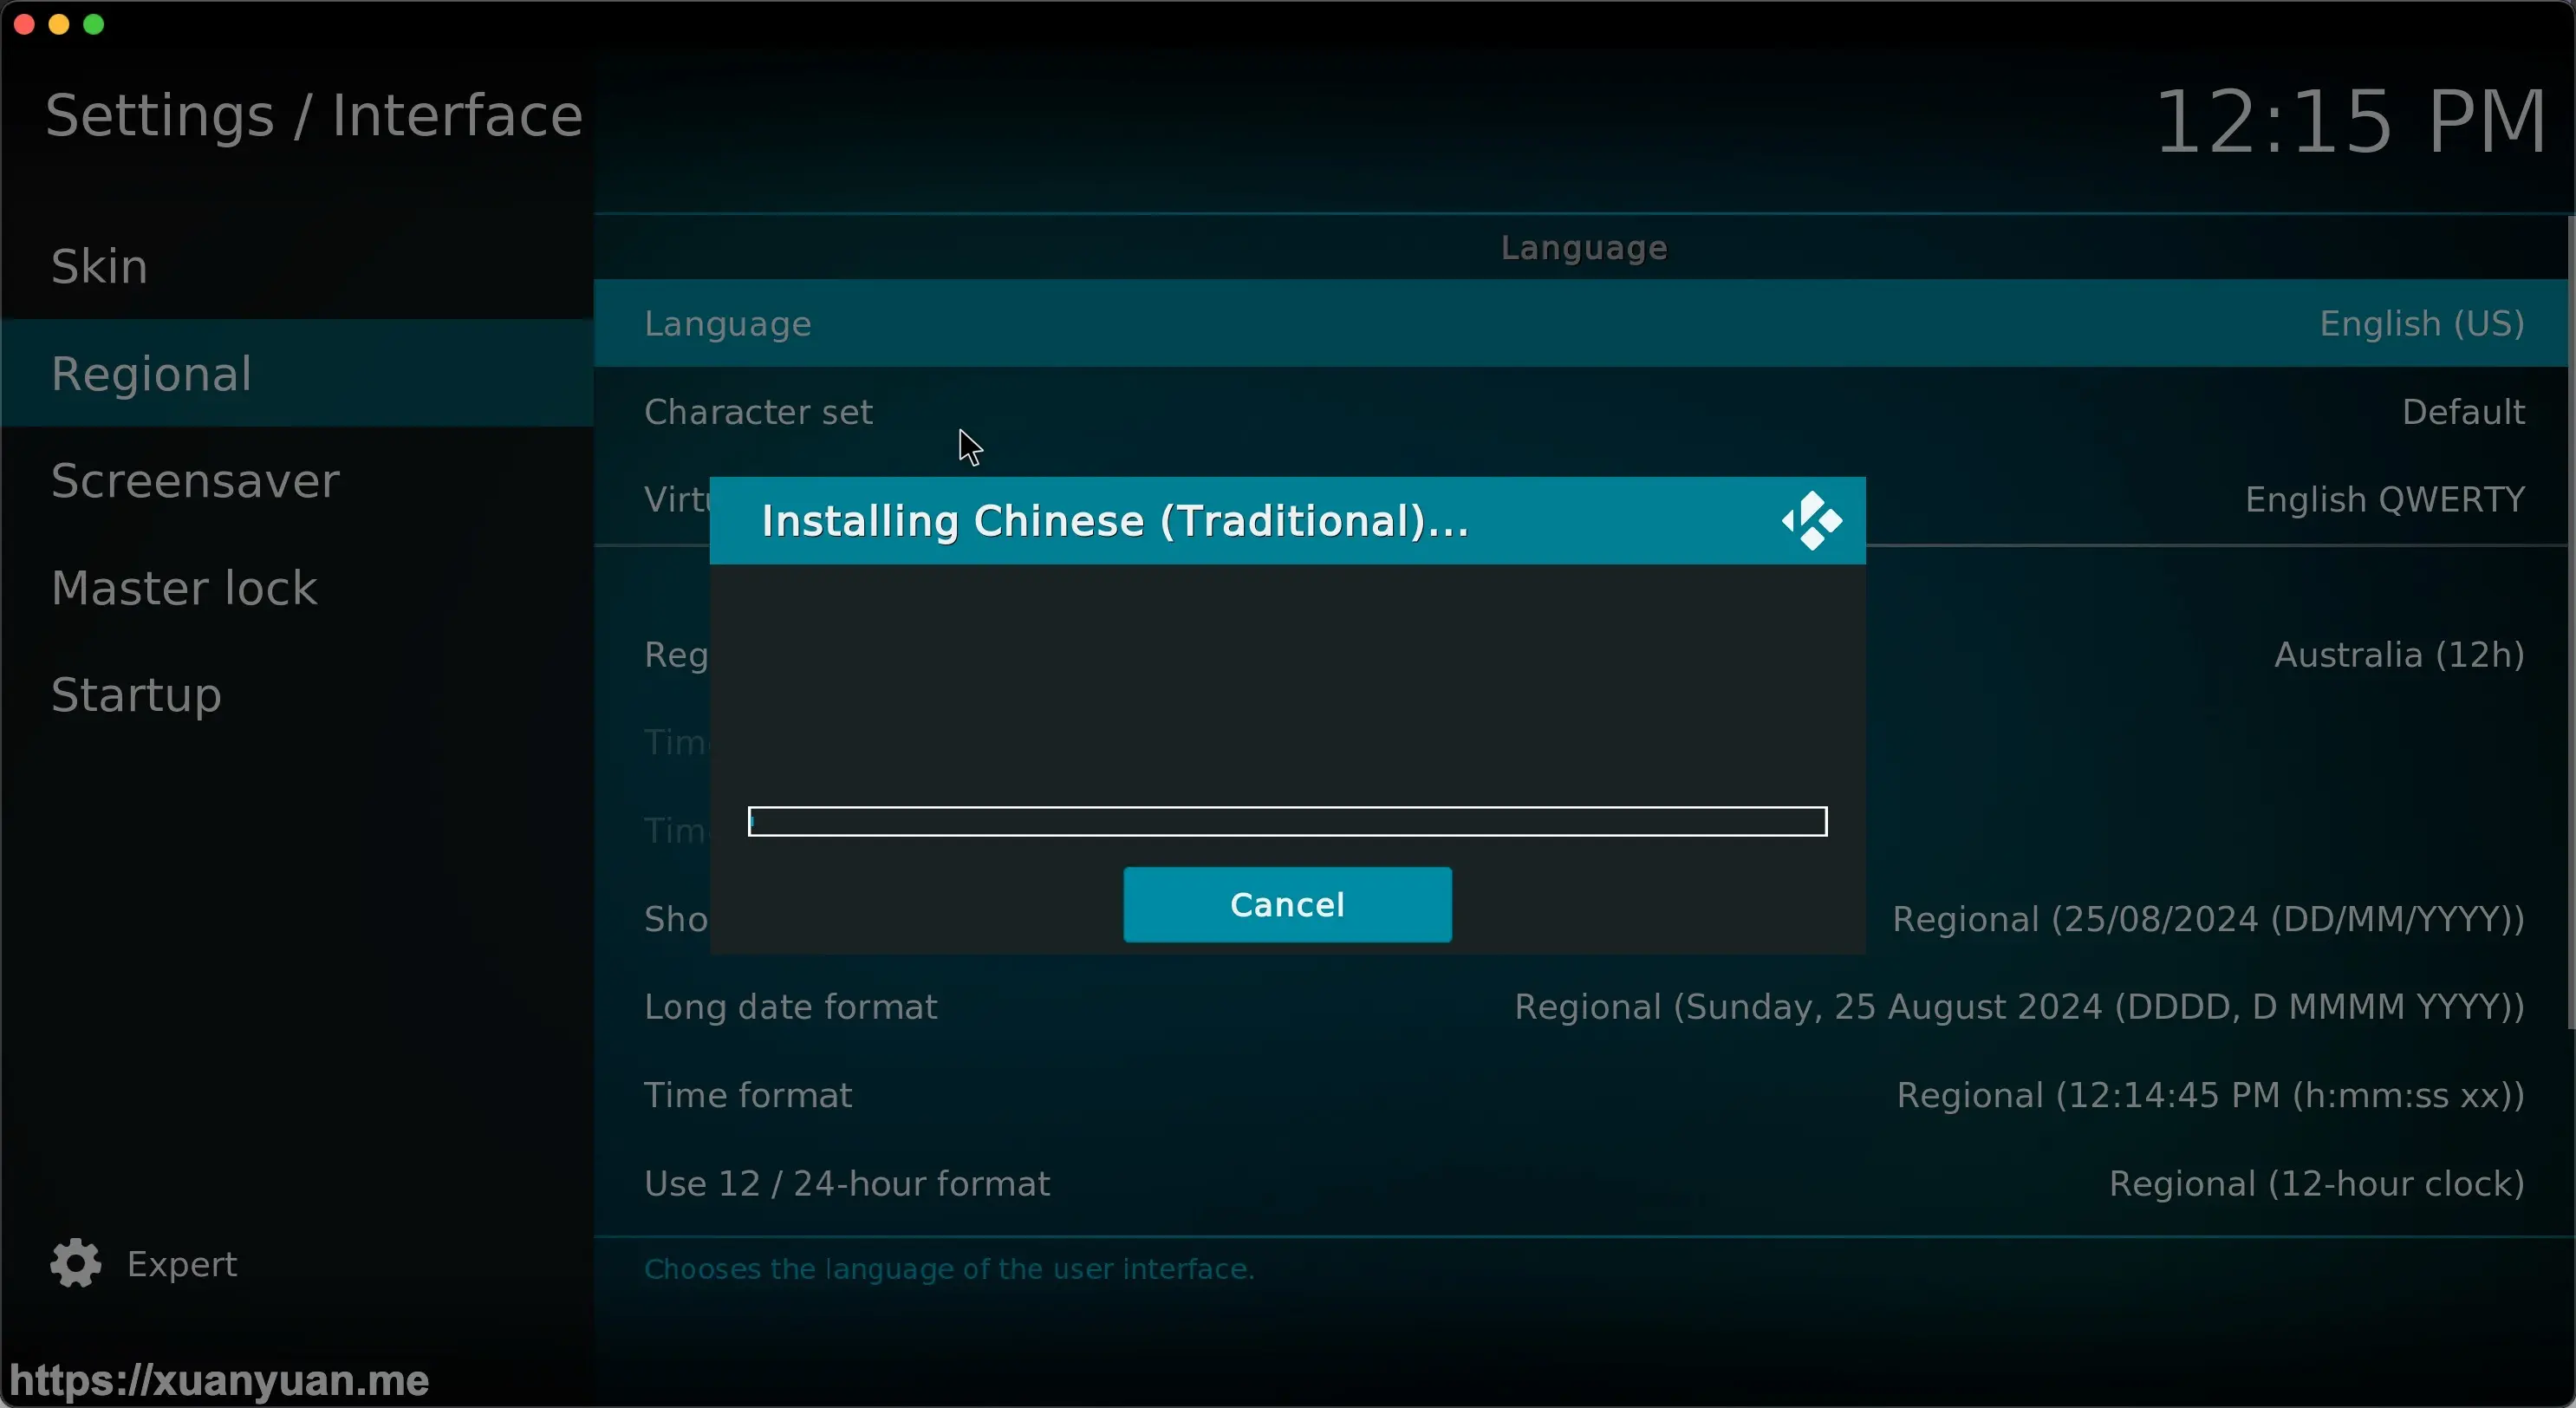 Settings / Interface
12:15 PM
Skin
Regional
Screensaver
Master lock
Startup
Expert
Language
Language English (US)
Character set Default
Virtu English QWERTY
Installing Chinese (Traditional)...
Reg Australia (12h)
Time
Time
Cancel
Sho Regional (25/08/2024 (DD/MM/YYYY))
Long date format Regional (Sunday, 25 August 2024 (DDDD, D MMMM YYYY))
Time format Regional (12:14:45 PM (h:mm:ss xx))
Use 12 / 24-hour format Regional (12-hour clock)
Chooses the language of the user interface.
https://xuanyuan.me